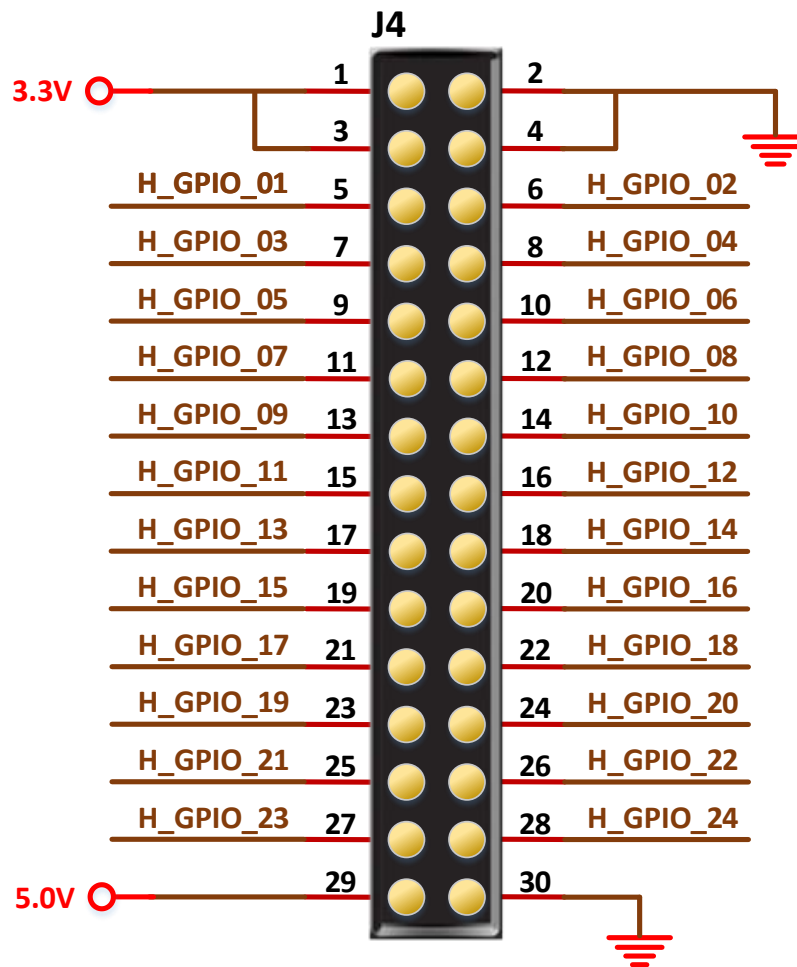 J4
3.3V 1 2
3 4
H_GPIO_01 5 6 H_GPIO_02
H_GPIO_03 7 8 H_GPIO_04
H_GPIO_05 9 10 H_GPIO_06
H_GPIO_07 11 12 H_GPIO_08
H_GPIO_09 13 14 H_GPIO_10
H_GPIO_11 15 16 H_GPIO_12
H_GPIO_13 17 18 H_GPIO_14
H_GPIO_15 19 20 H_GPIO_16
H_GPIO_17 21 22 H_GPIO_18
H_GPIO_19 23 24 H_GPIO_20
H_GPIO_21 25 26 H_GPIO_22
H_GPIO_23 27 28 H_GPIO_24
5.0V 29 30